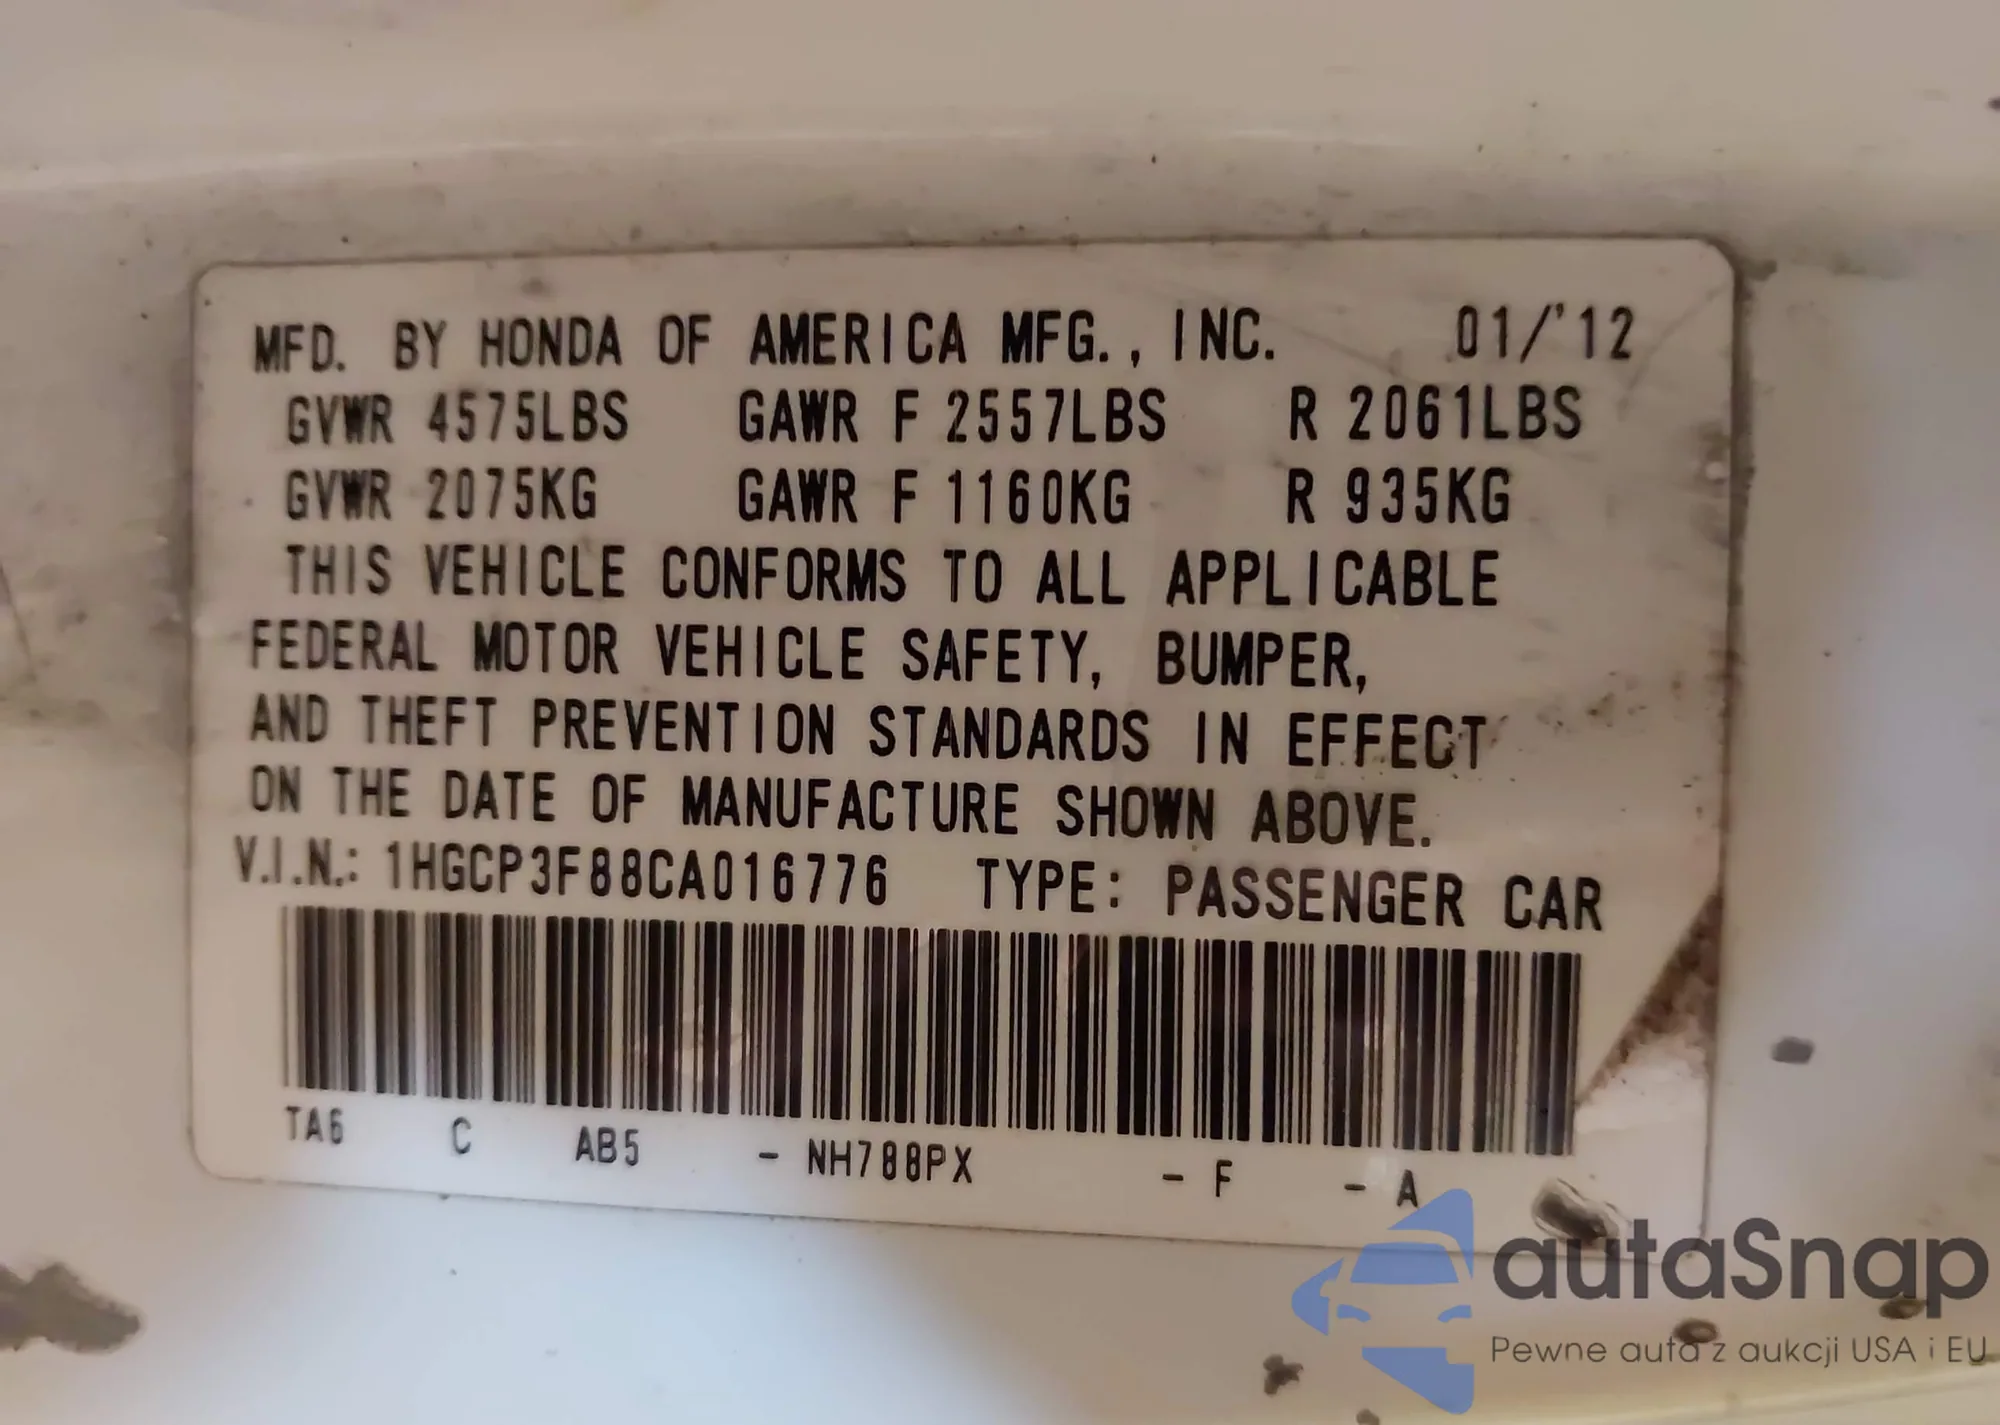 MFD. BY HONDA OF AMERICA MFG., INC. 01/'12
GVWR 4575LBS GAWR F 2557LBS R 2061LBS
GVWR 2075KG GAWR F 1160KG R 935KG
THIS VEHICLE CONFORMS TO ALL APPLICABLE
FEDERAL MOTOR VEHICLE SAFETY, BUMPER,
AND THEFT PREVENTION STANDARDS IN EFFECT
ON THE DATE OF MANUFACTURE SHOWN ABOVE.
V.I.N.: 1HGCP3F88CA016776 TYPE: PASSENGER CAR
TA6 C AB5 - NH788PX - F - A
autaSnap
Pewne auta z aukcji USA i EU